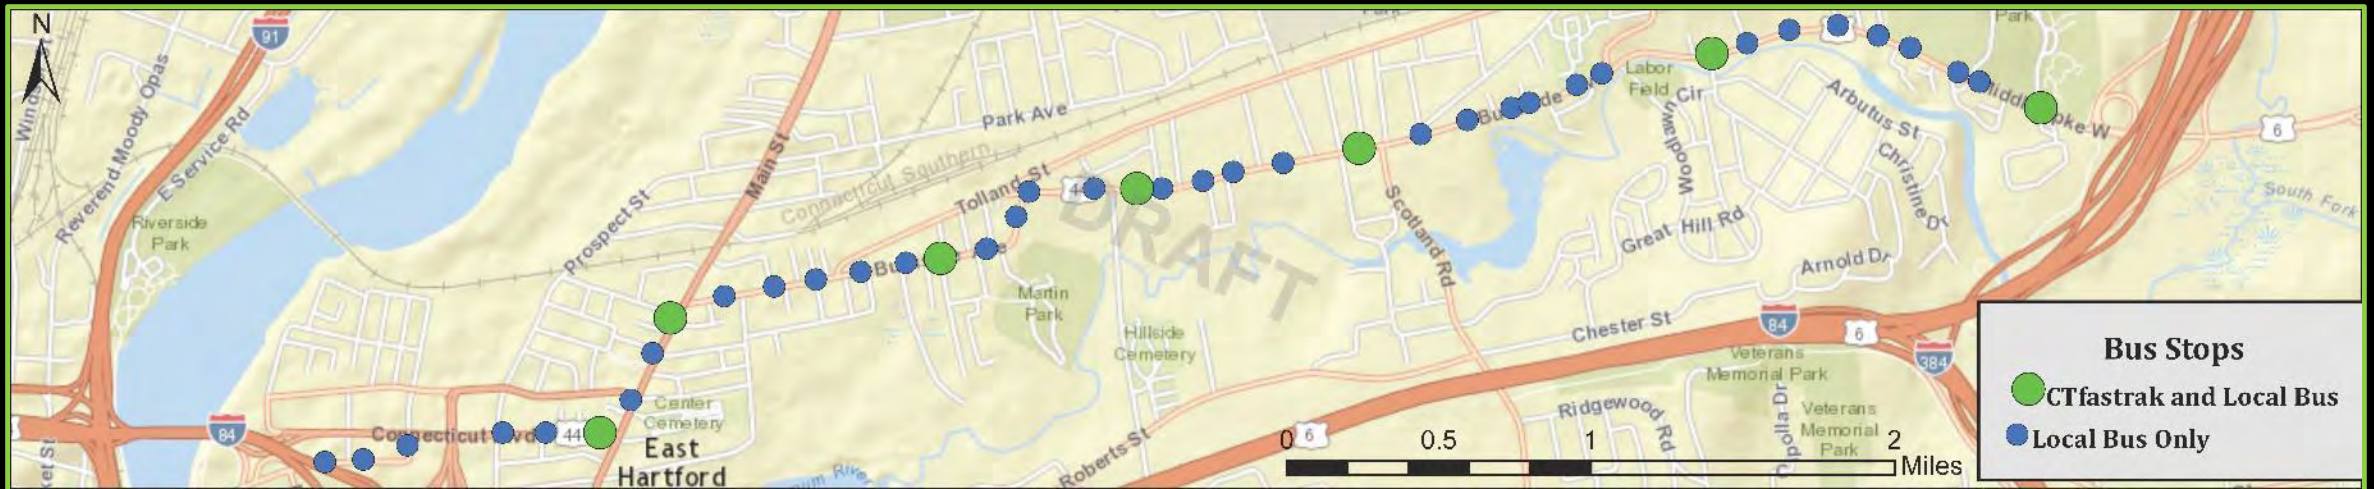 N
91
Reverend Moody Opas
E Service Rd
Riverside
Park
Prospect St
Main St
Park Ave
Connecticut Southern
Tolland St
44
DRAFT
Martin
Park
Hillside
Cemetery
Scotland Rd
Labor
Field
Woodlawn Cir
Great Hill Rd
Arbutus St
Christine Dr
Arnold Dr
Park
6
South Fork
Chester St
84
6
384
Veterans
Memorial Park
Veterans
Memorial
Park
Ridgewood Rd
Roberts St
6
84
44
Center
Cemetery
East
Hartford
0 0.5 1 2
Miles
Bus Stops
CTfastrak and Local Bus
Local Bus Only